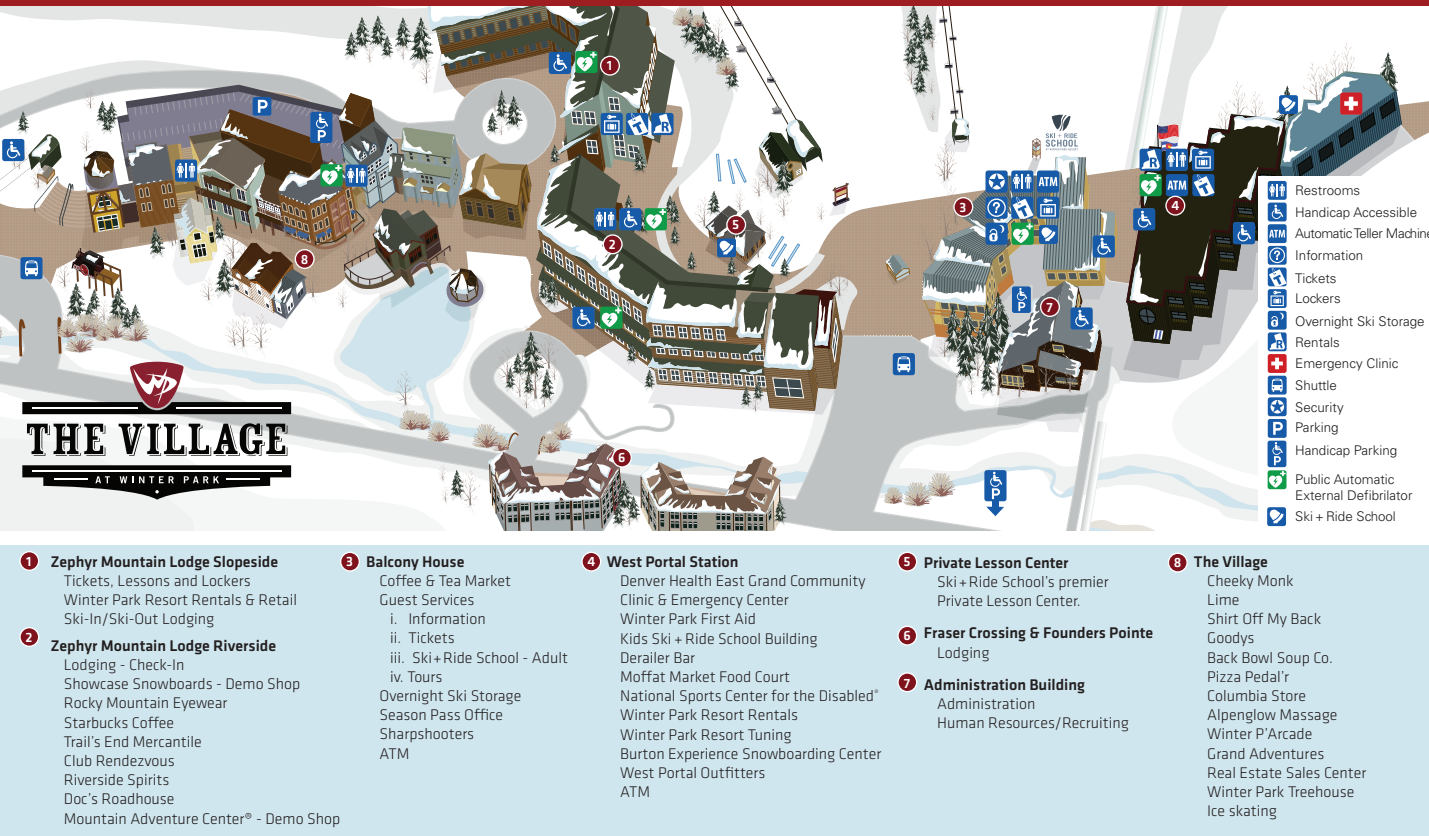 SKI + RIDE
SCHOOL
1
P
P
R
3
ATM
?
R
ATM
4
2
5
8
P
7
THE VILLAGE
AT WINTER PARK
6
P
Restrooms
Handicap Accessible
ATM Automatic Teller Machine
? Information
Tickets
Lockers
Overnight Ski Storage
R Rentals
Emergency Clinic
Shuttle
Security
P Parking
P Handicap Parking
Public Automatic
External Defibrilator
Ski + Ride School
1 Zephyr Mountain Lodge Slopeside
Tickets, Lessons and Lockers
Winter Park Resort Rentals & Retail
Ski-In/Ski-Out Lodging
2 Zephyr Mountain Lodge Riverside
Lodging - Check-In
Showcase Snowboards - Demo Shop
Rocky Mountain Eyewear
Starbucks Coffee
Trail's End Mercantile
Club Rendezvous
Riverside Spirits
Doc's Roadhouse
Mountain Adventure Center® - Demo Shop
3 Balcony House
Coffee & Tea Market
Guest Services
i. Information
ii. Tickets
iii. Ski+Ride School - Adult
iv. Tours
Overnight Ski Storage
Season Pass Office
Sharpshooters
ATM
4 West Portal Station
Denver Health East Grand Community
Clinic & Emergency Center
Winter Park First Aid
Kids Ski + Ride School Building
Derailer Bar
Moffat Market Food Court
National Sports Center for the Disabled®
Winter Park Resort Rentals
Winter Park Resort Tuning
Burton Experience Snowboarding Center
West Portal Outfitters
ATM
5 Private Lesson Center
Ski+Ride School's premier
Private Lesson Center.
6 Fraser Crossing & Founders Pointe
Lodging
7 Administration Building
Administration
Human Resources/Recruiting
8 The Village
Cheeky Monk
Lime
Shirt Off My Back
Goodys
Back Bowl Soup Co.
Pizza Pedal'r
Columbia Store
Alpenglow Massage
Winter P'Arcade
Grand Adventures
Real Estate Sales Center
Winter Park Treehouse
Ice skating